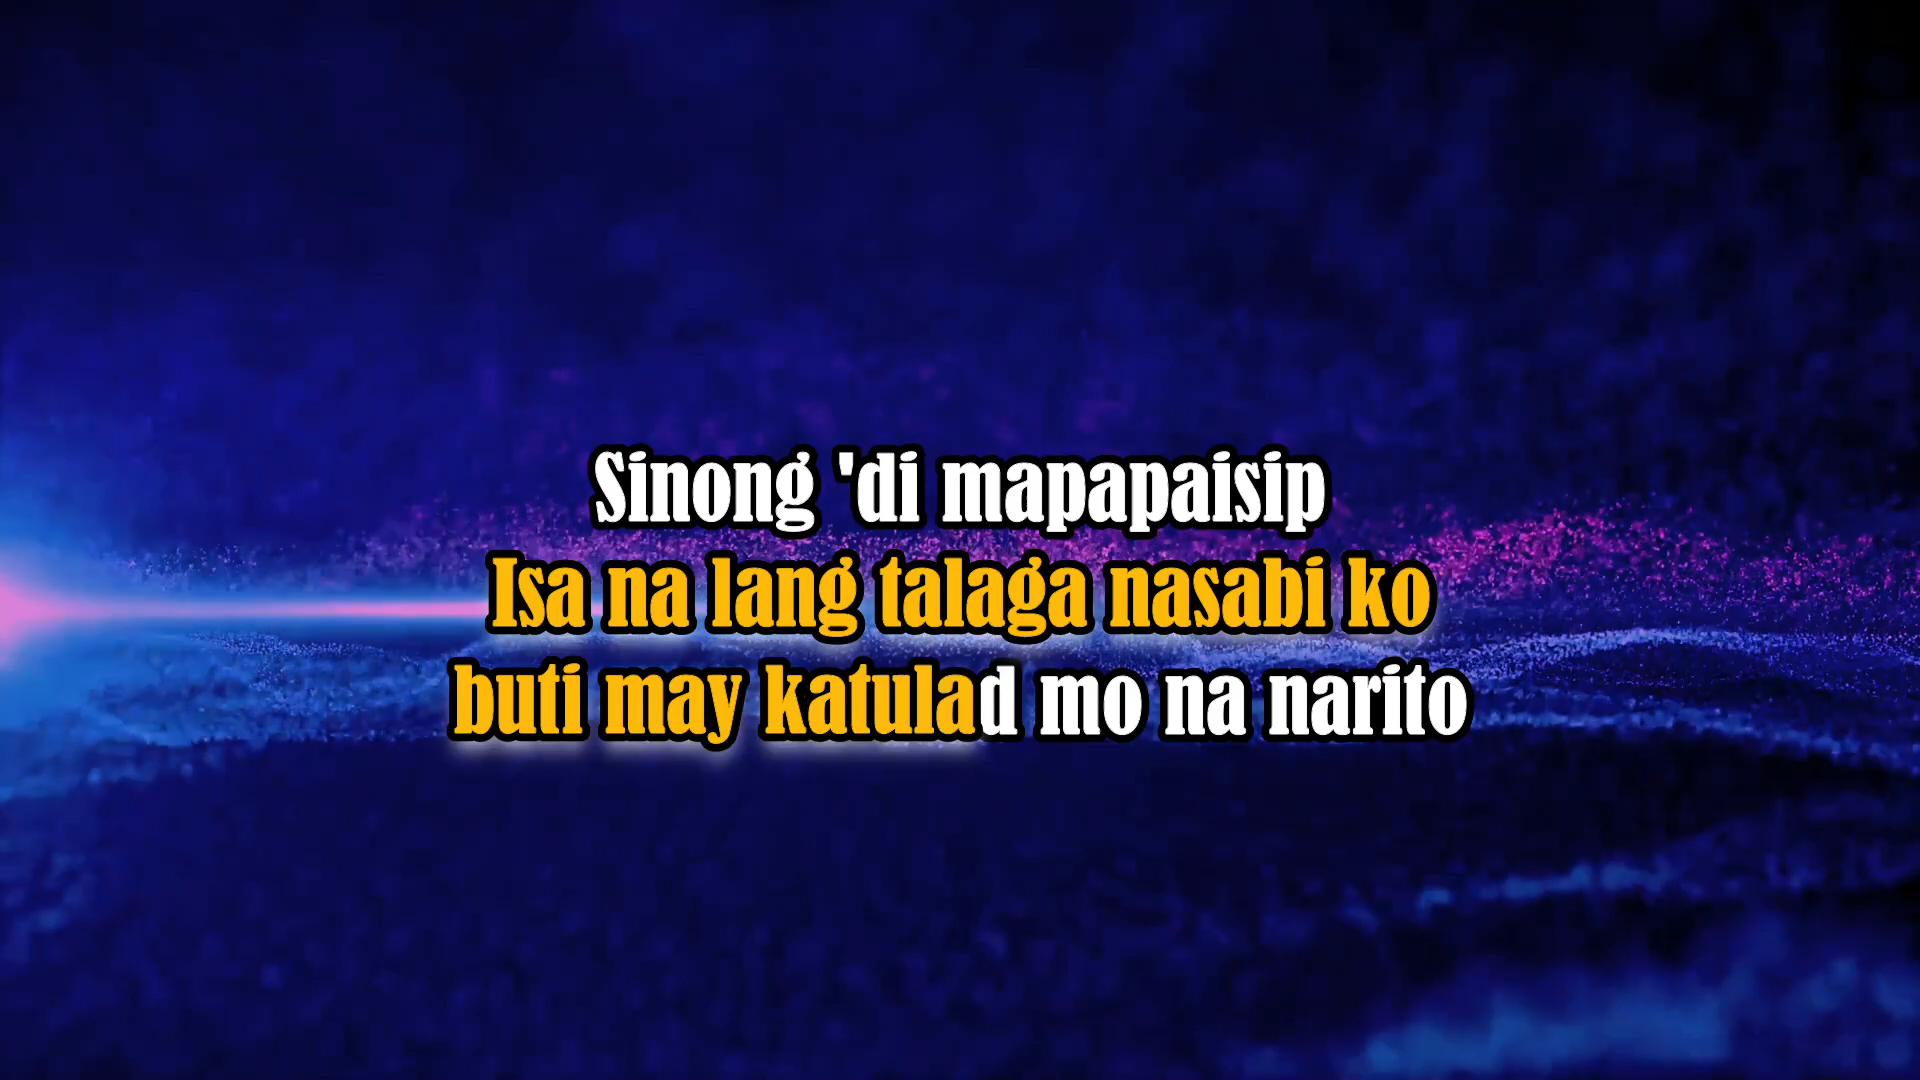 Sinong 'di mapapaisip
Isa na lang talaga nasabi ko
buti may katulad mo na narito